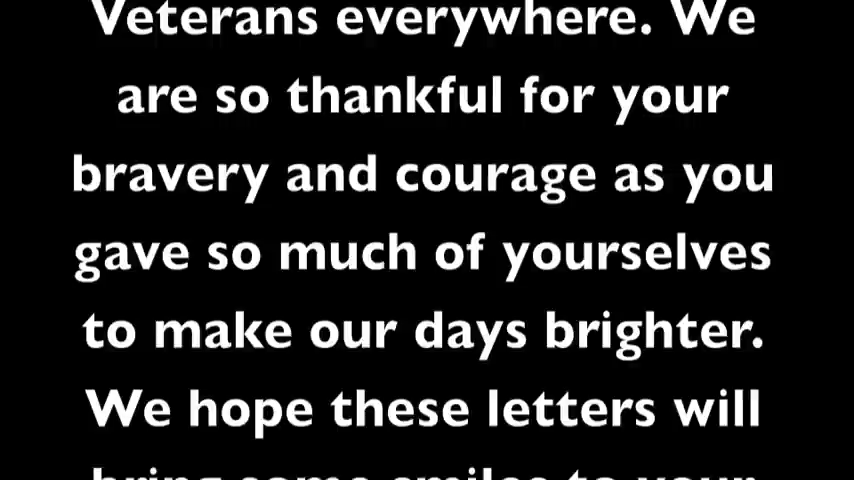 Veterans everywhere. We
are so thankful for your
bravery and courage as you
gave so much of yourselves
to make our days brighter.
We hope these letters will
bring some smiles to your